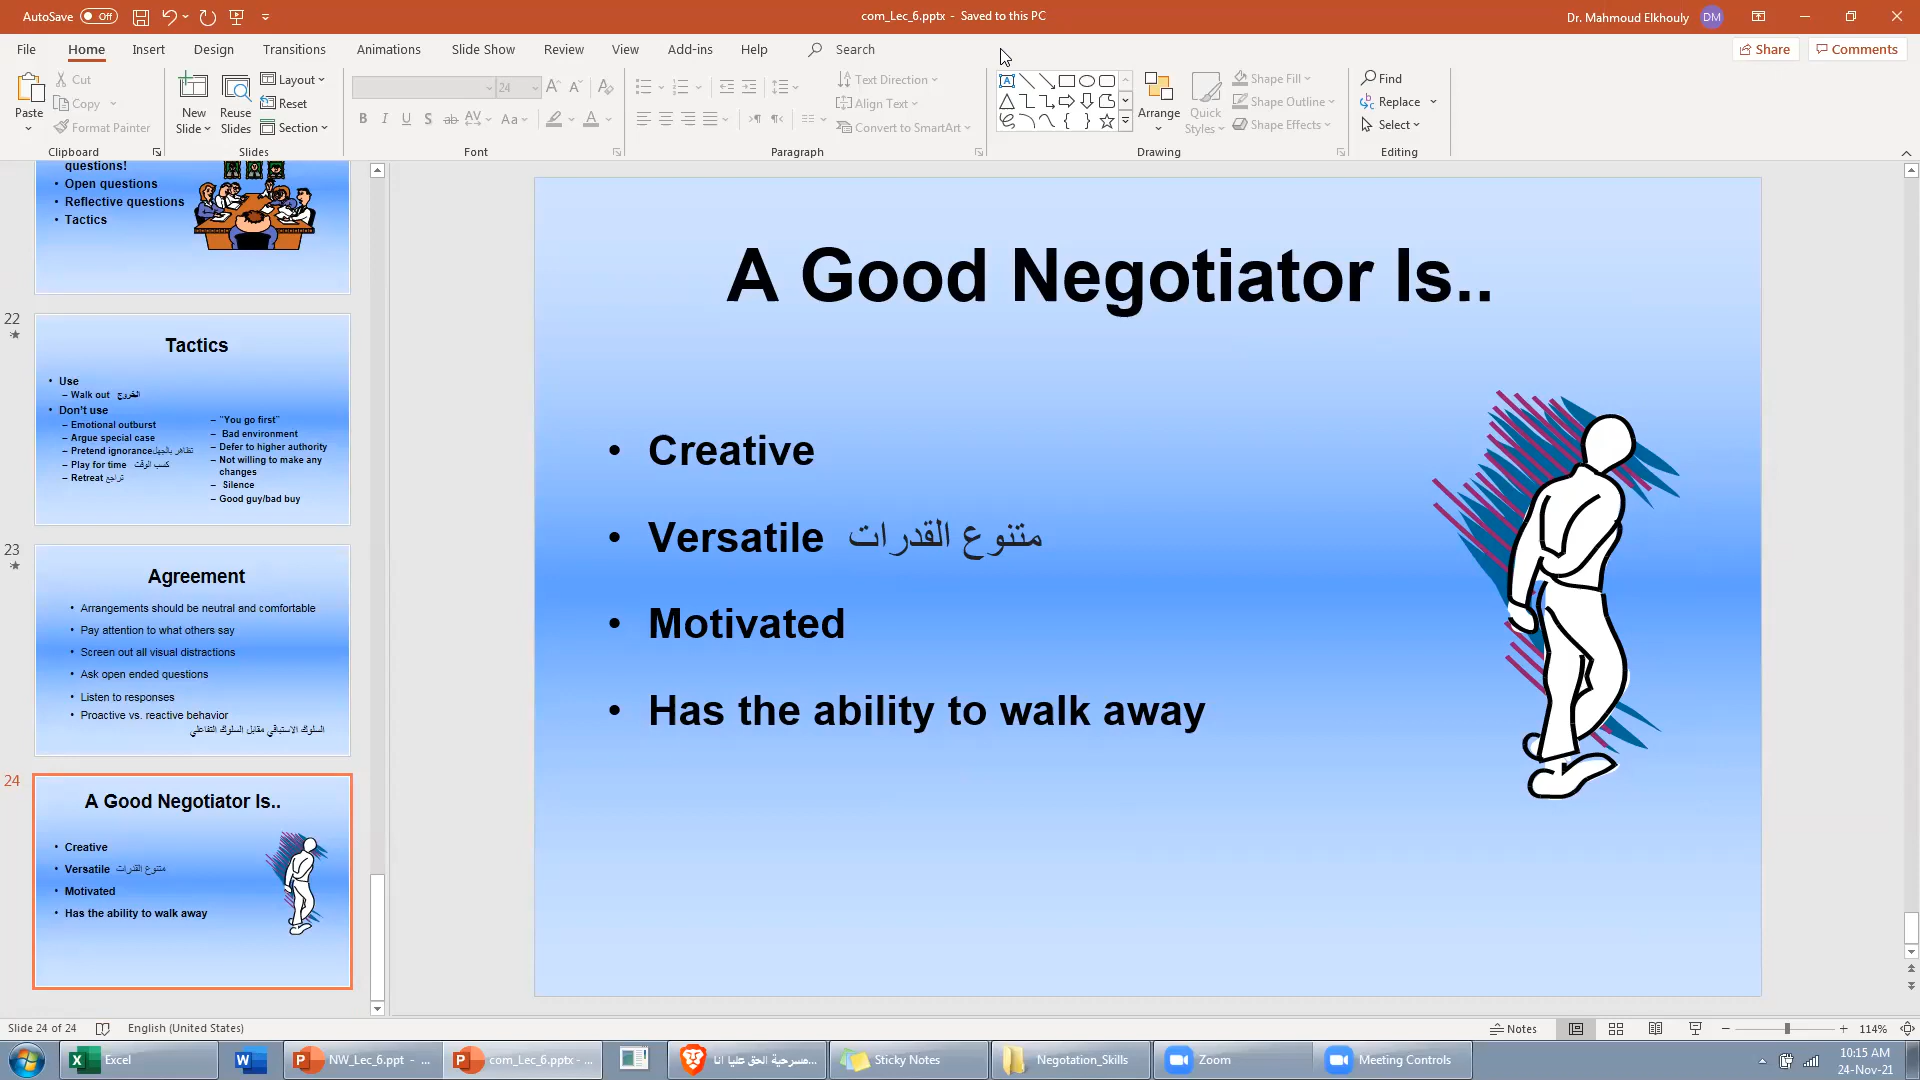 AutoSave Off
com_Lec_6.pptx - Saved to this PC
Dr. Mahmoud Elkhouly DM
File Home Insert Design Transitions Animations Slide Show Review View Add-ins Help Search
Share Comments
Paste
Cut
Copy
Format Painter
Clipboard
New Slide
Reuse Slides
Layout
Reset
Section
Slides
24
B I U S ab AV Aa A
Font
Text Direction
Align Text
Convert to SmartArt
Paragraph
Arrange
Quick Styles
Shape Fill
Shape Outline
Shape Effects
Drawing
Find
Replace
Select
Editing
questions!
• Open questions
• Reflective questions
• Tactics
22
Tactics
• Use
– Walk out الخروج
• Don't use
– Emotional outburst
– Argue special case
– Pretend ignorance تظاهر بالجهل
– Play for time كسب الوقت
– Retreat تراجع
– "You go first"
– Bad environment
– Defer to higher authority
– Not willing to make any
changes
– Silence
– Good guy/bad buy
23
Agreement
• Arrangements should be neutral and comfortable
• Pay attention to what others say
• Screen out all visual distractions
• Ask open ended questions
• Listen to responses
• Proactive vs. reactive behavior
السلوك الاستباقي مقابل السلوك التفاعلي
24
A Good Negotiator Is..
• Creative
• Versatile متنوع القدرات
• Motivated
• Has the ability to walk away
A Good Negotiator Is..
• Creative
• Versatile متنوع القدرات
• Motivated
• Has the ability to walk away
Slide 24 of 24 English (United States)
Notes 114%
Excel
NW_Lec_6.ppt - ...
com_Lec_6.pptx - ...
مسرحية الحق عليا انا...
Sticky Notes
Negotation_Skills
Zoom
Meeting Controls
10:15 AM
24-Nov-21